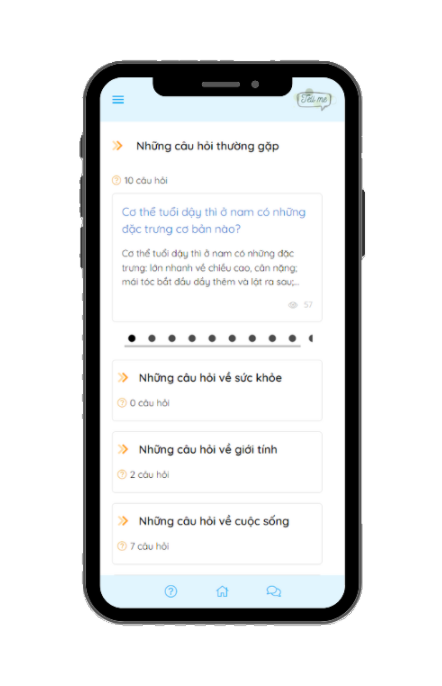 Tell me
Những câu hỏi thường gặp
10 câu hỏi
Cơ thể tuổi dậy thì ở nam có những
đặc trưng cơ bản nào?
Cơ thể tuổi dậy thì ở nam có những đặc
trưng: lớn nhanh về chiều cao, cân nặng;
mái tóc bắt đầu dầy thêm và lật ra sau;...
57
Những câu hỏi về sức khỏe
0 câu hỏi
Những câu hỏi về giới tính
2 câu hỏi
Những câu hỏi về cuộc sống
7 câu hỏi